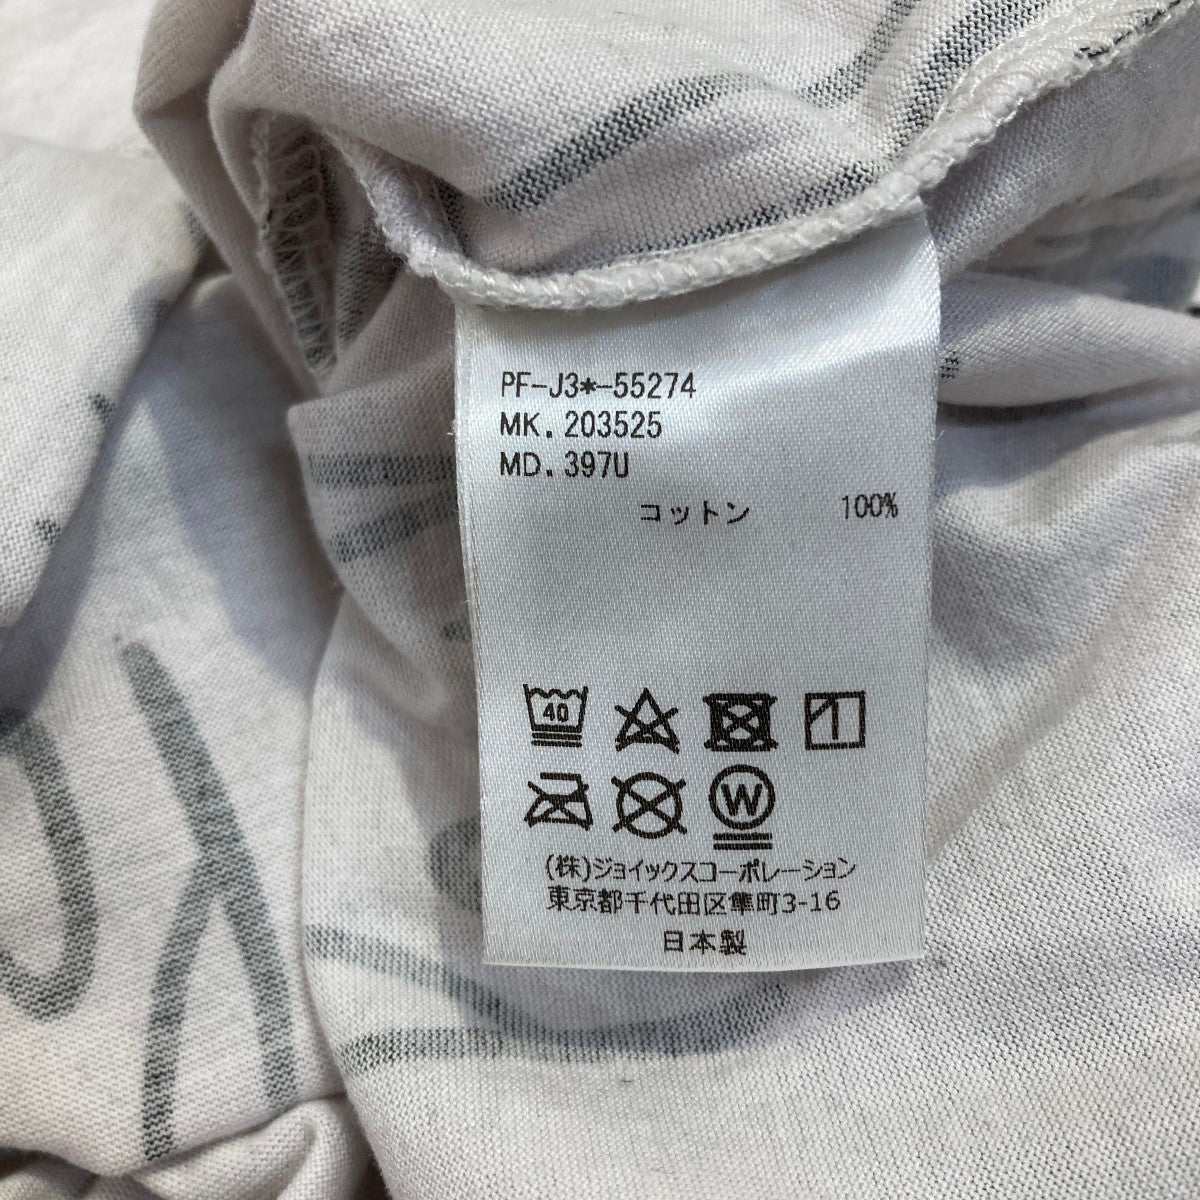 PF-J3*-55274
MK. 203525
MD. 397U
コットン 100%
40
W
(株)ジョイックスコーポレーション
東京都千代田区隼町3-16
日本製